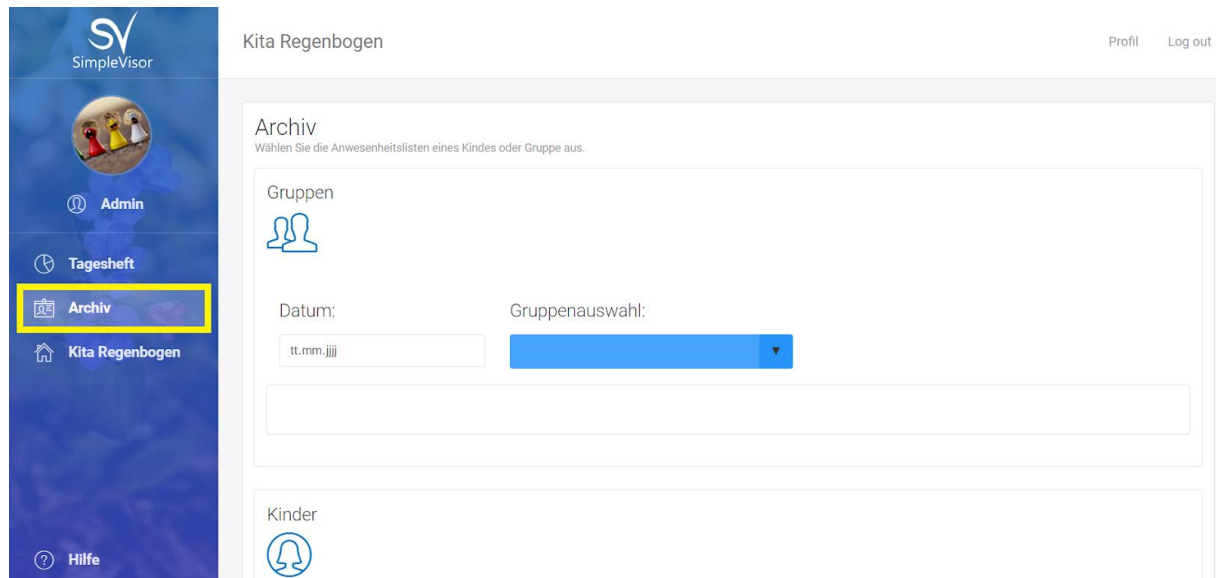 SV
SimpleVisor
Admin
Tagesheft
Archiv
Kita Regenbogen
Hilfe
Kita Regenbogen
Profil Log out
Archiv
Wählen Sie die Anwesenheitslisten eines Kindes oder Gruppe aus.
Gruppen
Datum: Gruppenauswahl:
tt.mm.jjjj
Kinder